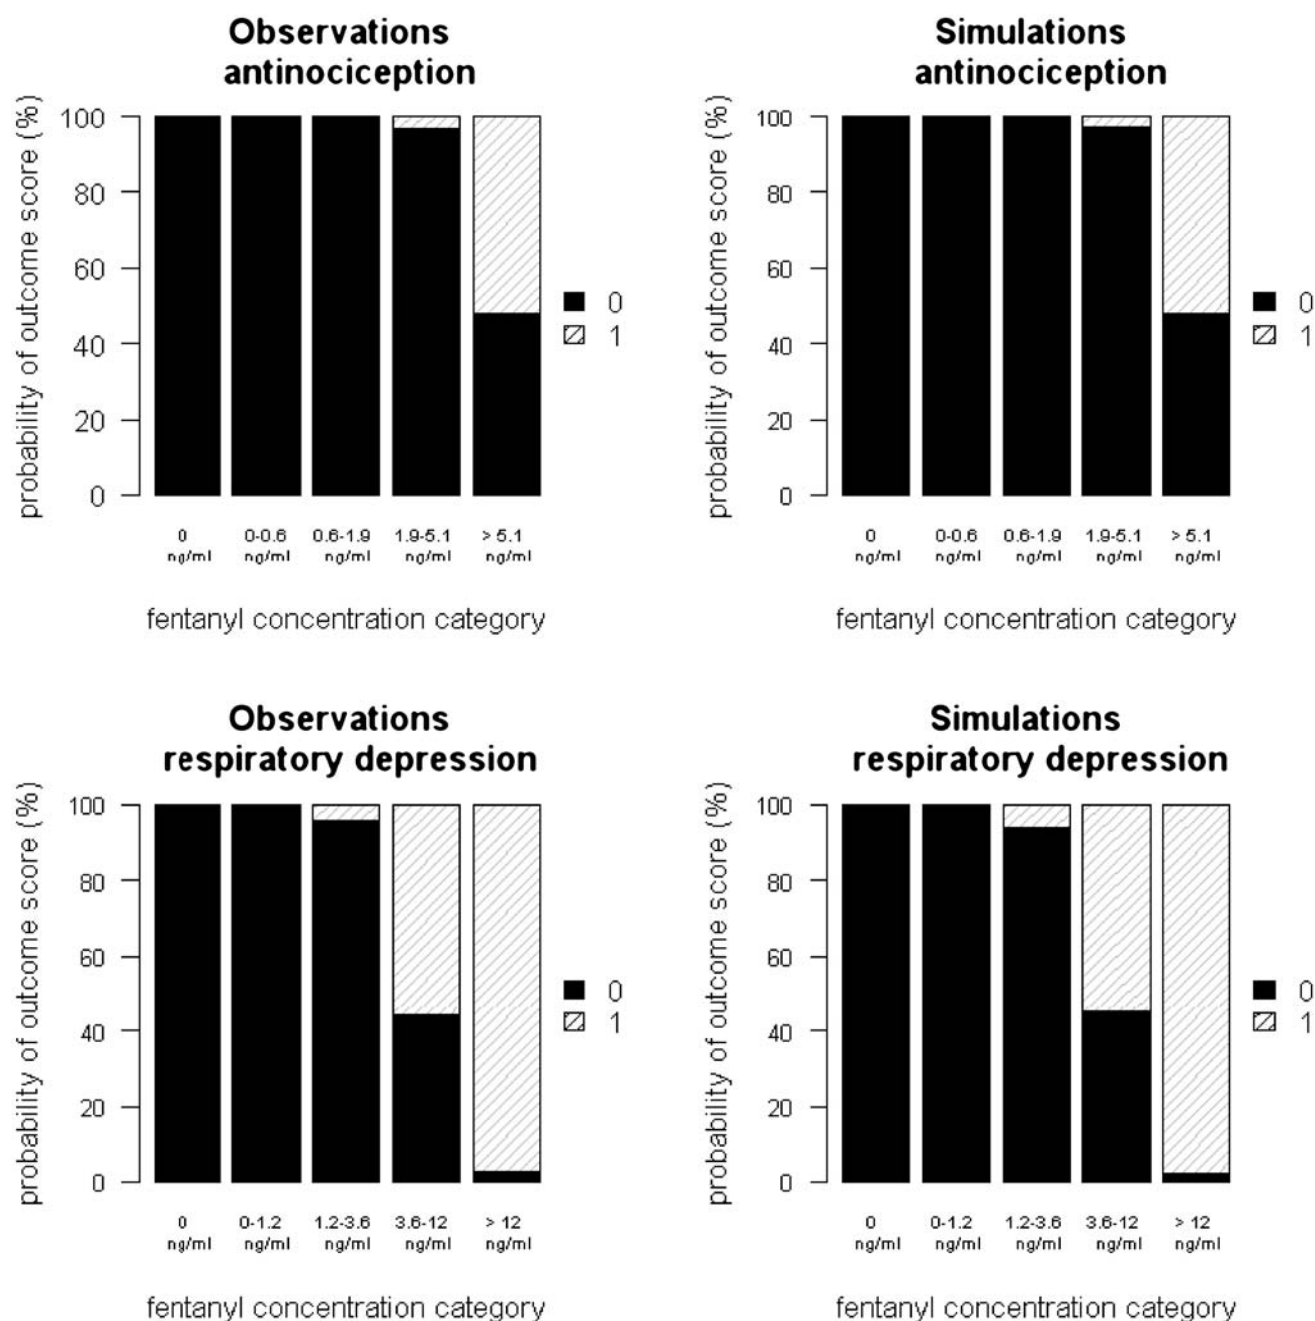 Observations
antinociception
probability of outcome score (%)
100
80
60
40
20
0
0
1
0 0-0.6 0.6-1.9 1.9-5.1 > 5.1
ng/ml ng/ml ng/ml ng/ml ng/ml
fentanyl concentration category
Simulations
antinociception
probability of outcome score (%)
100
80
60
40
20
0
0
1
0 0-0.6 0.6-1.9 1.9-5.1 > 5.1
ng/ml ng/ml ng/ml ng/ml ng/ml
fentanyl concentration category
Observations
respiratory depression
probability of outcome score (%)
100
80
60
40
20
0
0
1
0 0-1.2 1.2-3.6 3.6-12 > 12
ng/ml ng/ml ng/ml ng/ml ng/ml
fentanyl concentration category
Simulations
respiratory depression
probability of outcome score (%)
100
80
60
40
20
0
0
1
0 0-1.2 1.2-3.6 3.6-12 > 12
ng/ml ng/ml ng/ml ng/ml ng/ml
fentanyl concentration category